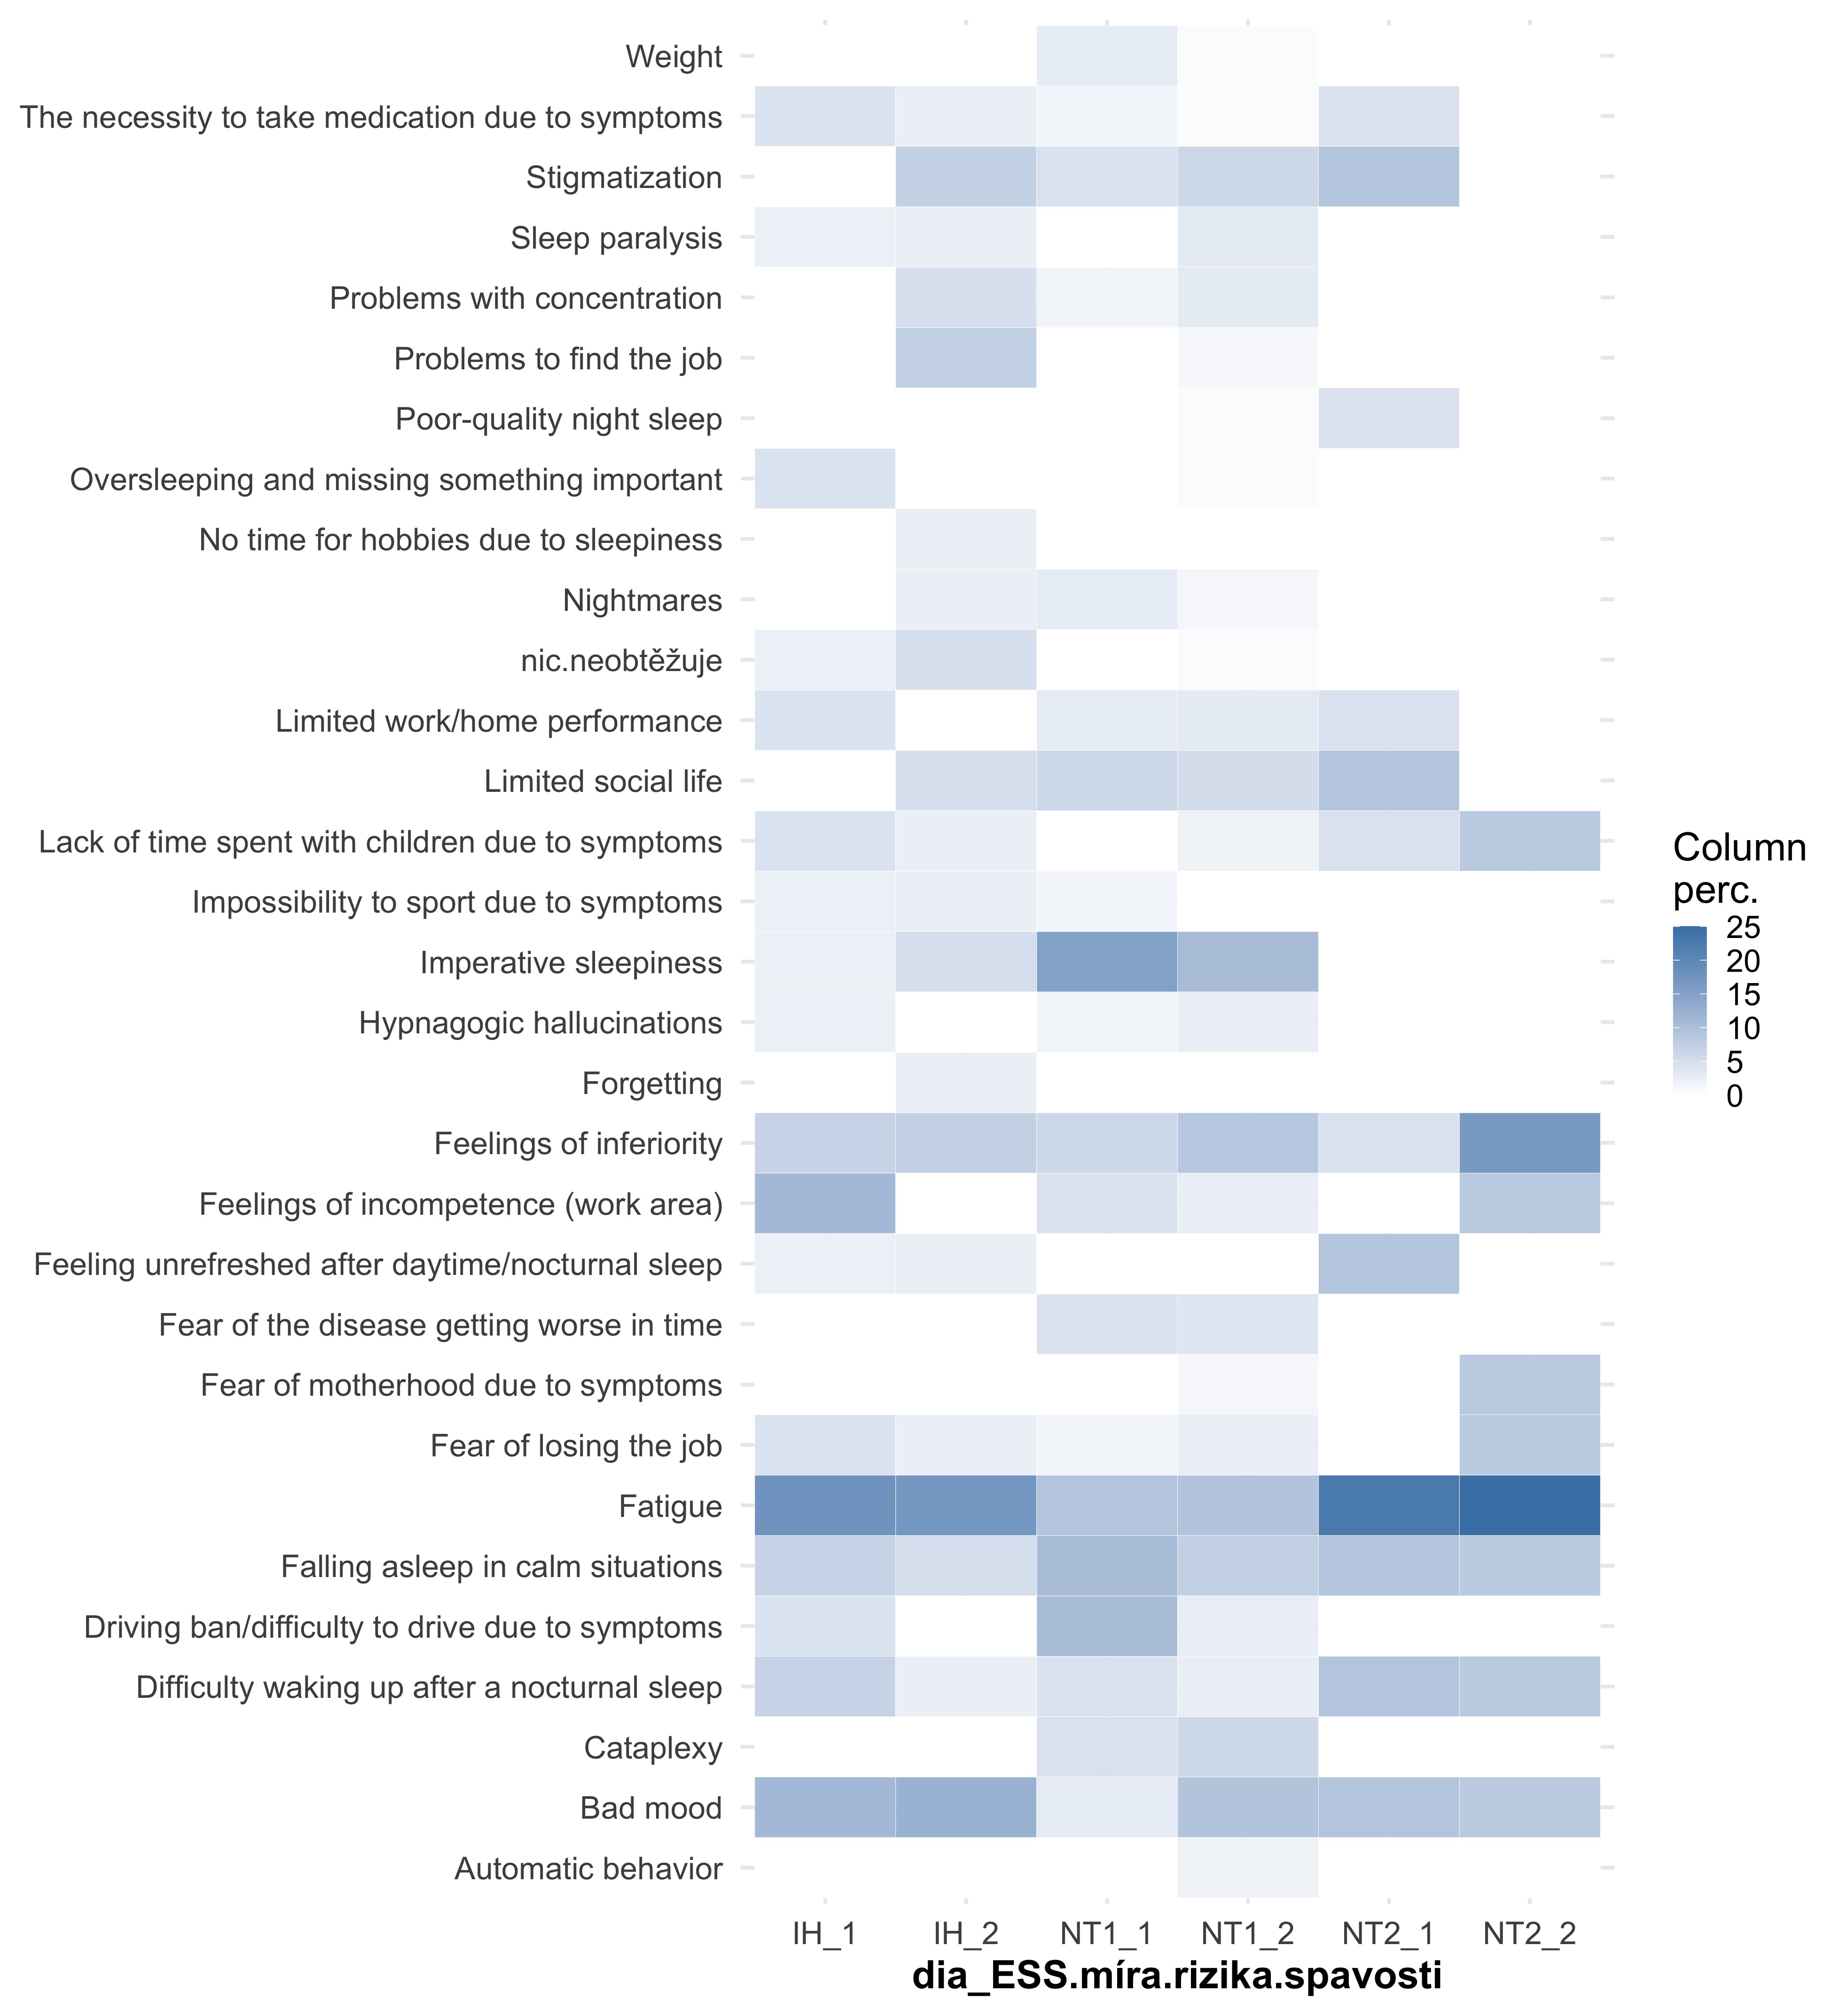 Weight
The necessity to take medication due to symptoms
Stigmatization
Sleep paralysis
Problems with concentration
Problems to find the job
Poor-quality night sleep
Oversleeping and missing something important
No time for hobbies due to sleepiness
Nightmares
nic.neobtěžuje
Limited work/home performance
Limited social life
Lack of time spent with children due to symptoms
Impossibility to sport due to symptoms
Imperative sleepiness
Hypnagogic hallucinations
Forgetting
Feelings of inferiority
Feelings of incompetence (work area)
Feeling unrefreshed after daytime/nocturnal sleep
Fear of the disease getting worse in time
Fear of motherhood due to symptoms
Fear of losing the job
Fatigue
Falling asleep in calm situations
Driving ban/difficulty to drive due to symptoms
Difficulty waking up after a nocturnal sleep
Cataplexy
Bad mood
Automatic behavior
IH_1 IH_2 NT1_1 NT1_2 NT2_1 NT2_2
dia_ESS.míra.rizika.spavosti
Column
perc.
25
20
15
10
5
0